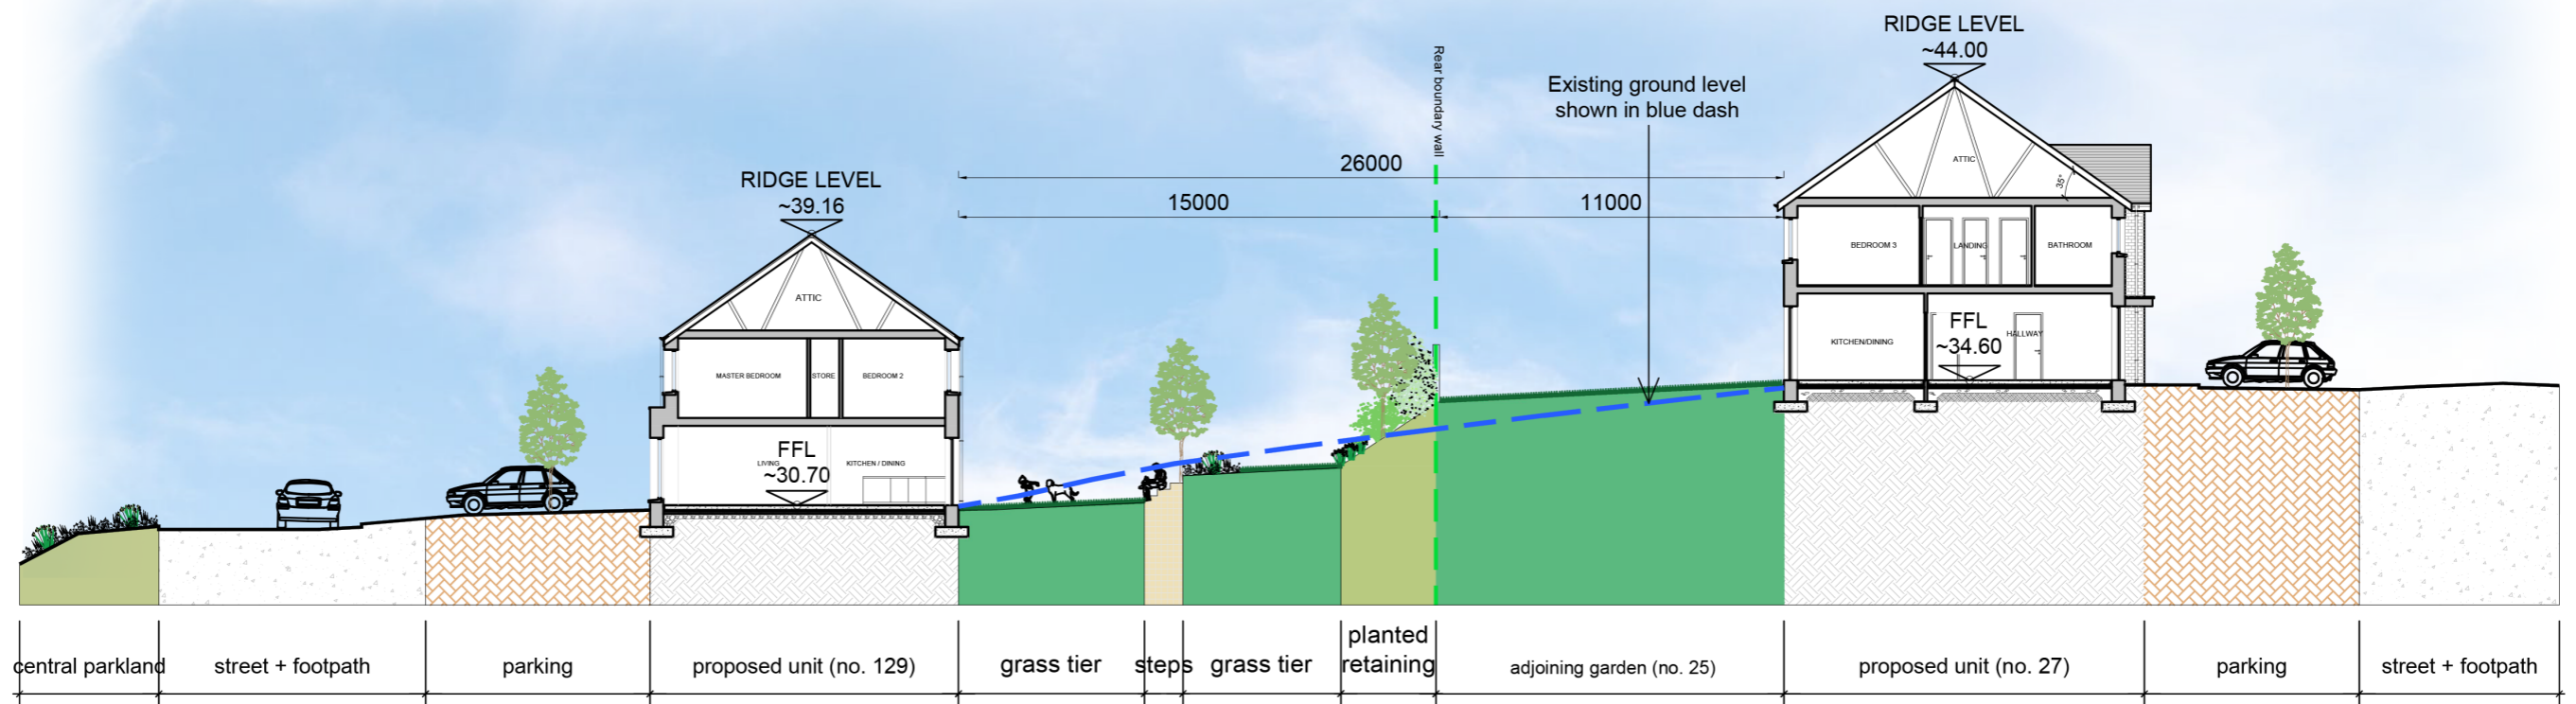 RIDGE LEVEL
~44.00
Rear boundary wall
Existing ground level
shown in blue dash
26000
RIDGE LEVEL
~39.16
15000
11000
ATTIC
35°
BEDROOM 3
LANDING
BATHROOM
ATTIC
FFL
~34.60
HALLWAY
KITCHEN/DINING
MASTER BEDROOM
STORE
BEDROOM 2
FFL
~30.70
LIVING
KITCHEN / DINING
central parkland
street + footpath
parking
proposed unit (no. 129)
grass tier
steps
grass tier
planted
retaining
adjoining garden (no. 25)
proposed unit (no. 27)
parking
street + footpath